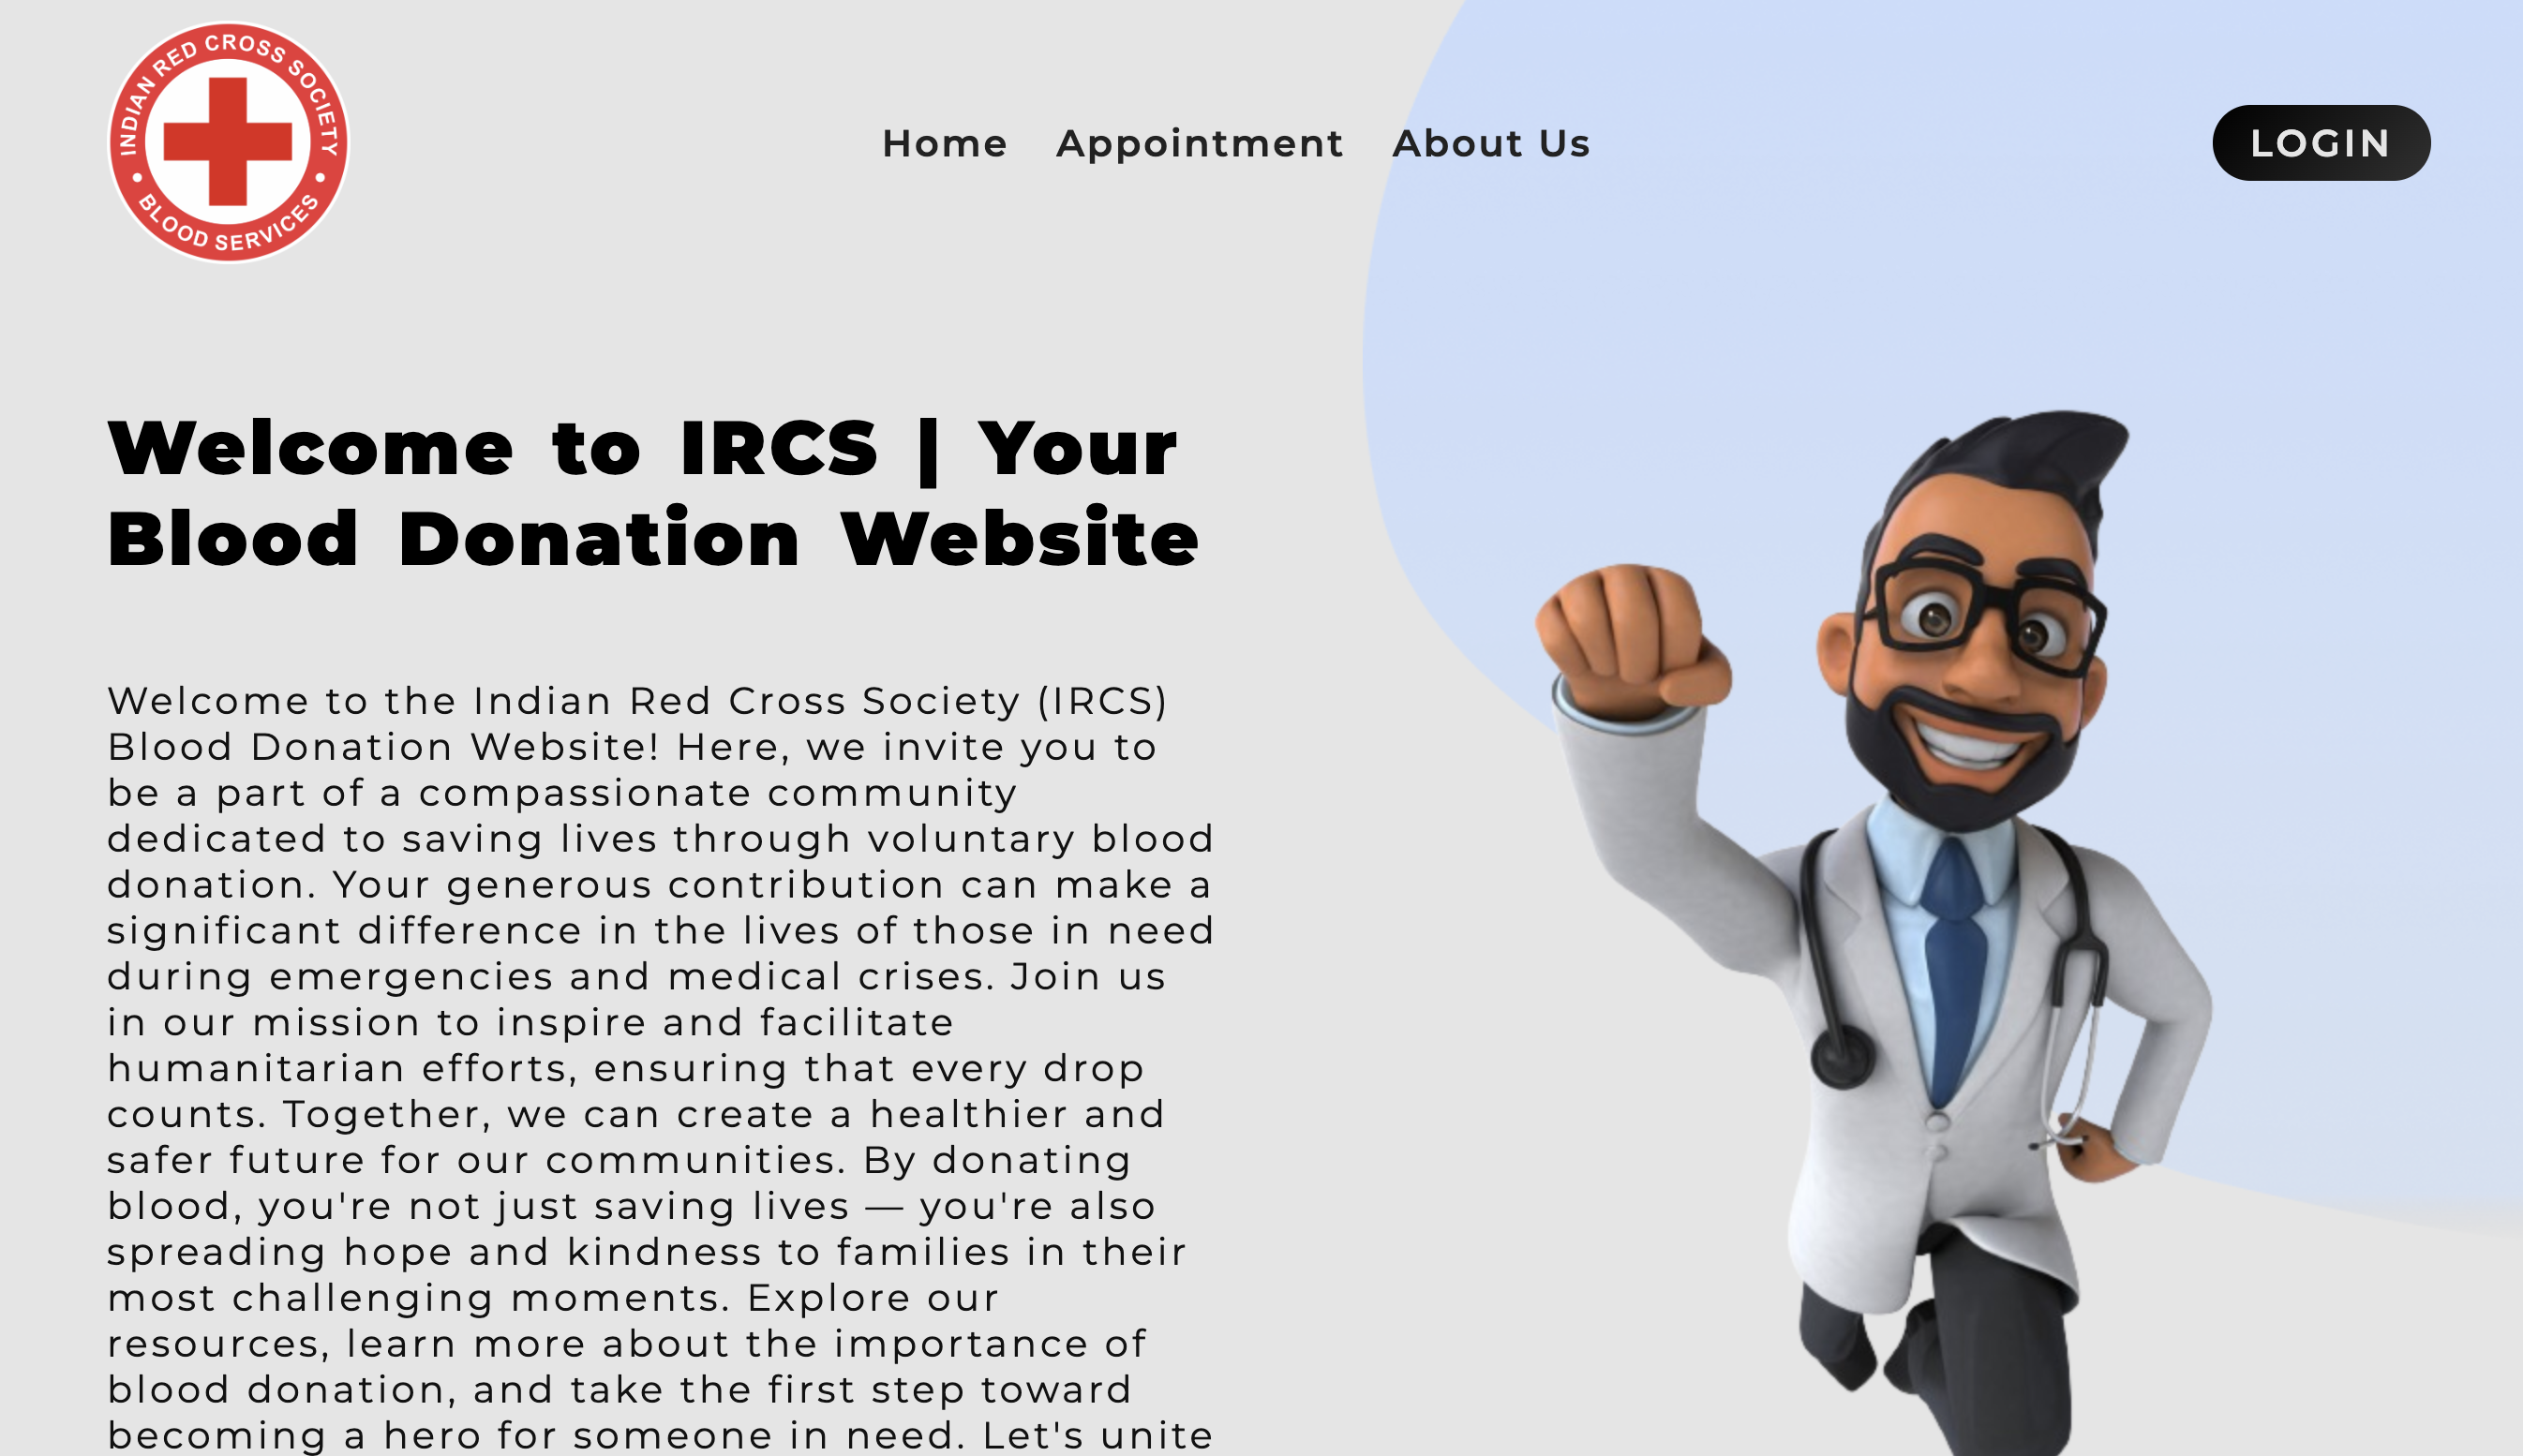 INDIAN RED CROSS SOCIETY
BLOOD SERVICES
Home Appointment About Us
LOGIN
Welcome to IRCS | Your
Blood Donation Website
Welcome to the Indian Red Cross Society (IRCS)
Blood Donation Website! Here, we invite you to
be a part of a compassionate community
dedicated to saving lives through voluntary blood
donation. Your generous contribution can make a
significant difference in the lives of those in need
during emergencies and medical crises. Join us
in our mission to inspire and facilitate
humanitarian efforts, ensuring that every drop
counts. Together, we can create a healthier and
safer future for our communities. By donating
blood, you're not just saving lives — you're also
spreading hope and kindness to families in their
most challenging moments. Explore our
resources, learn more about the importance of
blood donation, and take the first step toward
becoming a hero for someone in need. Let's unite